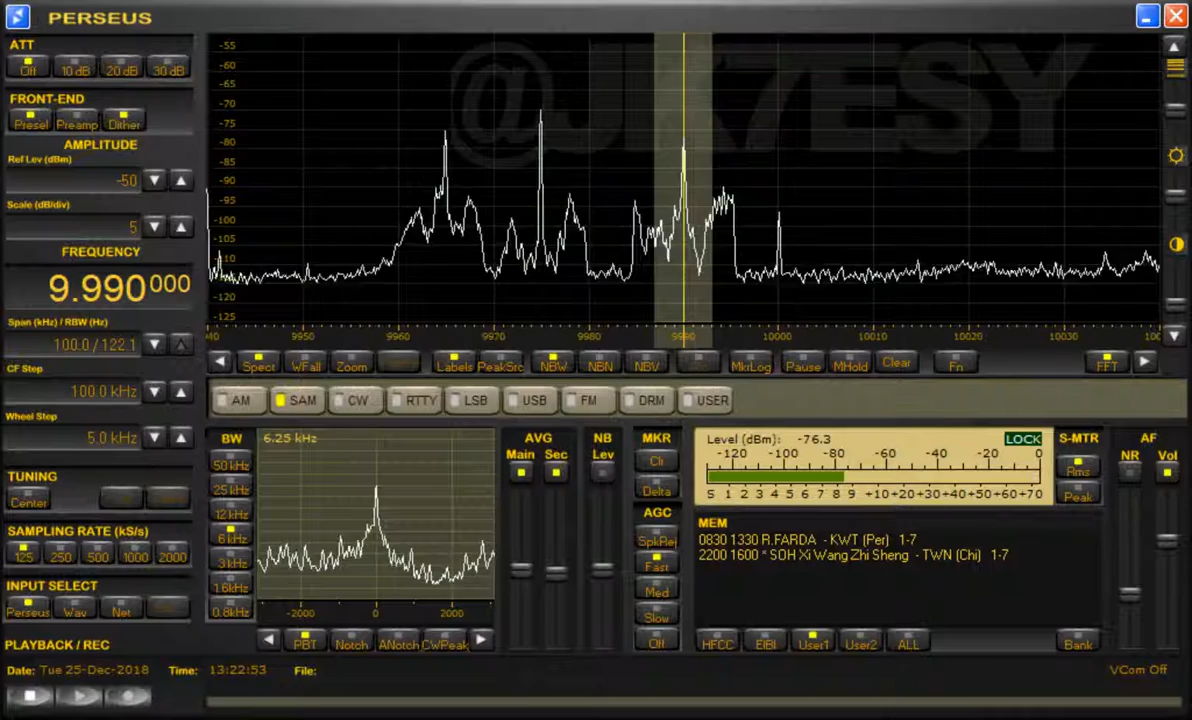 PERSEUS
ATT
Off 10 dB 20 dB 30 dB
FRONT-END
Presel Preamp Dither
AMPLITUDE
Ref Lev (dBm)
-50
Scale (dB/div)
5
FREQUENCY
9.990000
Span (kHz) / RBW (Hz)
100.0 / 122.1
CF Step
100.0 kHz
Wheel Step
5.0 kHz
TUNING
Center
SAMPLING RATE (kS/s)
125 250 500 1000 2000
INPUT SELECT
Perseus Wav Net
PLAYBACK / REC
Date: Tue 25-Dec-2018 Time: 13:22:53 File:
@JK7ESY
-55
-60
-65
-70
-75
-80
-85
-90
-95
-100
-105
-110
-115
-120
-125
40 9950 9960 9970 9980 9990 10000 10010 10020 10030 100
Spect WFall Zoom Labels PeakSrc NBW NBN NBV MkrLog Pause MHold Clear Fn FFT
AM SAM CW RTTY LSB USB FM DRM USER
BW
50 kHz
25 kHz
12 kHz
6 kHz
3 kHz
1.6kHz
0.8kHz
6.25 kHz
-2000 0 2000
PBT Notch ANotch CWPeak
AVG
Main Sec
NB
Lev
MKR
Clr
Delta
AGC
SpkRej
Fast
Med
Slow
Off
Level (dBm): -76.3 LOCK
-120 -100 -80 -60 -40 -20 0
S 1 2 3 4 5 6 7 8 9 +10+20+30+40+50+60+70
S-MTR
Rms
Peak
AF
NR Vol
MEM
0830 1330 R.FARDA - KWT (Per) 1-7
2200 1600 * SOH Xi Wang Zhi Sheng - TWN (Chi) 1-7
HFCC EIBI User1 User2 ALL Bank
VCom Off